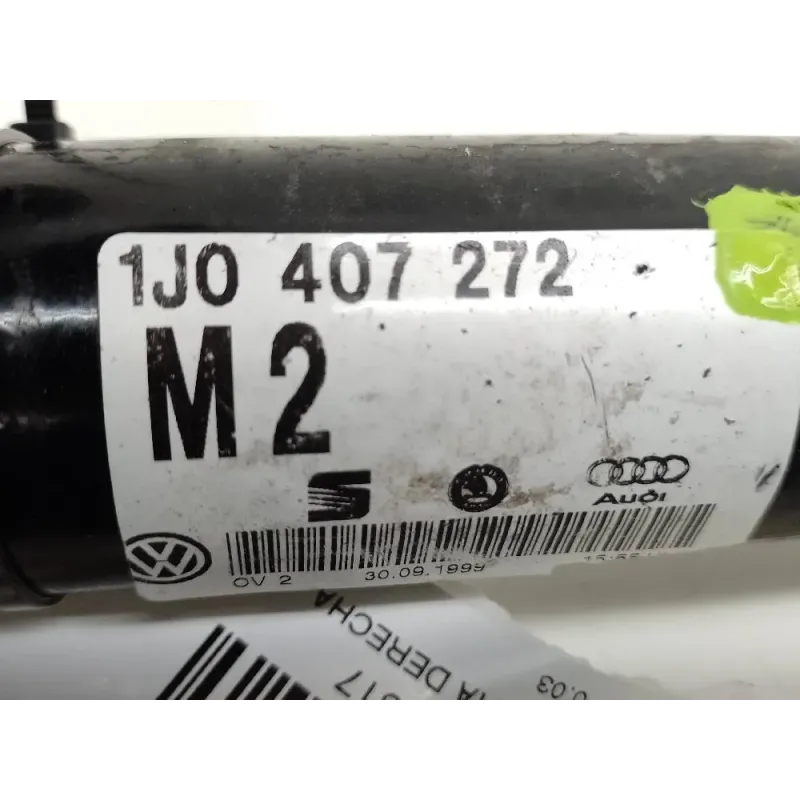 1J0 407 272
M2
Audi
OV 2 30.09.1999
DERECHA